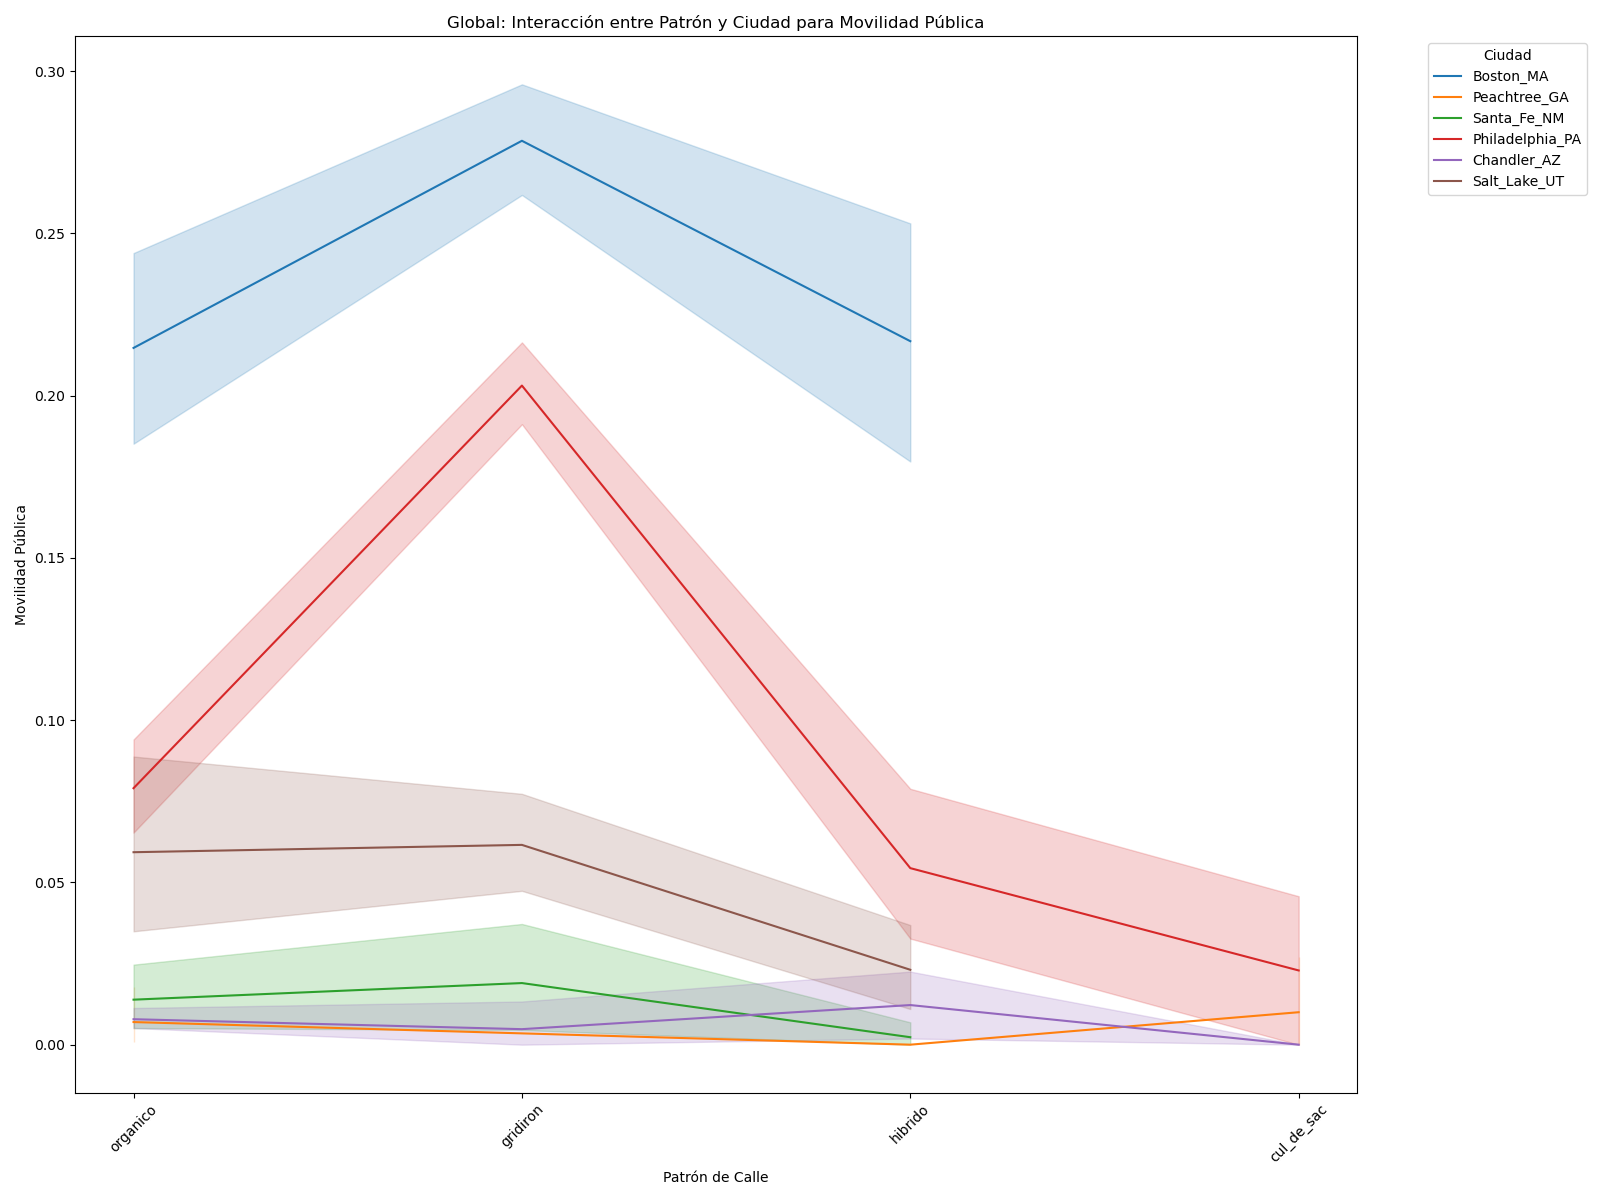 Global: Interacción entre Patrón y Ciudad para Movilidad Pública
Ciudad
Boston_MA
Peachtree_GA
Santa_Fe_NM
Philadelphia_PA
Chandler_AZ
Salt_Lake_UT
Movilidad Pública
0.30
0.25
0.20
0.15
0.10
0.05
0.00
organico
gridiron
hibrido
cul_de_sac
Patrón de Calle